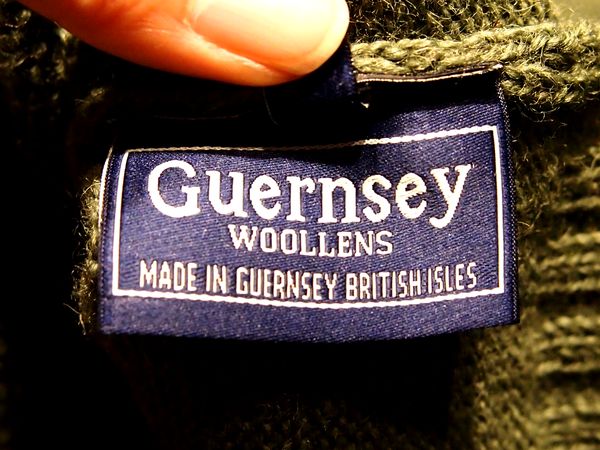 Guernsey
WOOLLENS
MADE IN GUERNSEY BRITISH ISLES